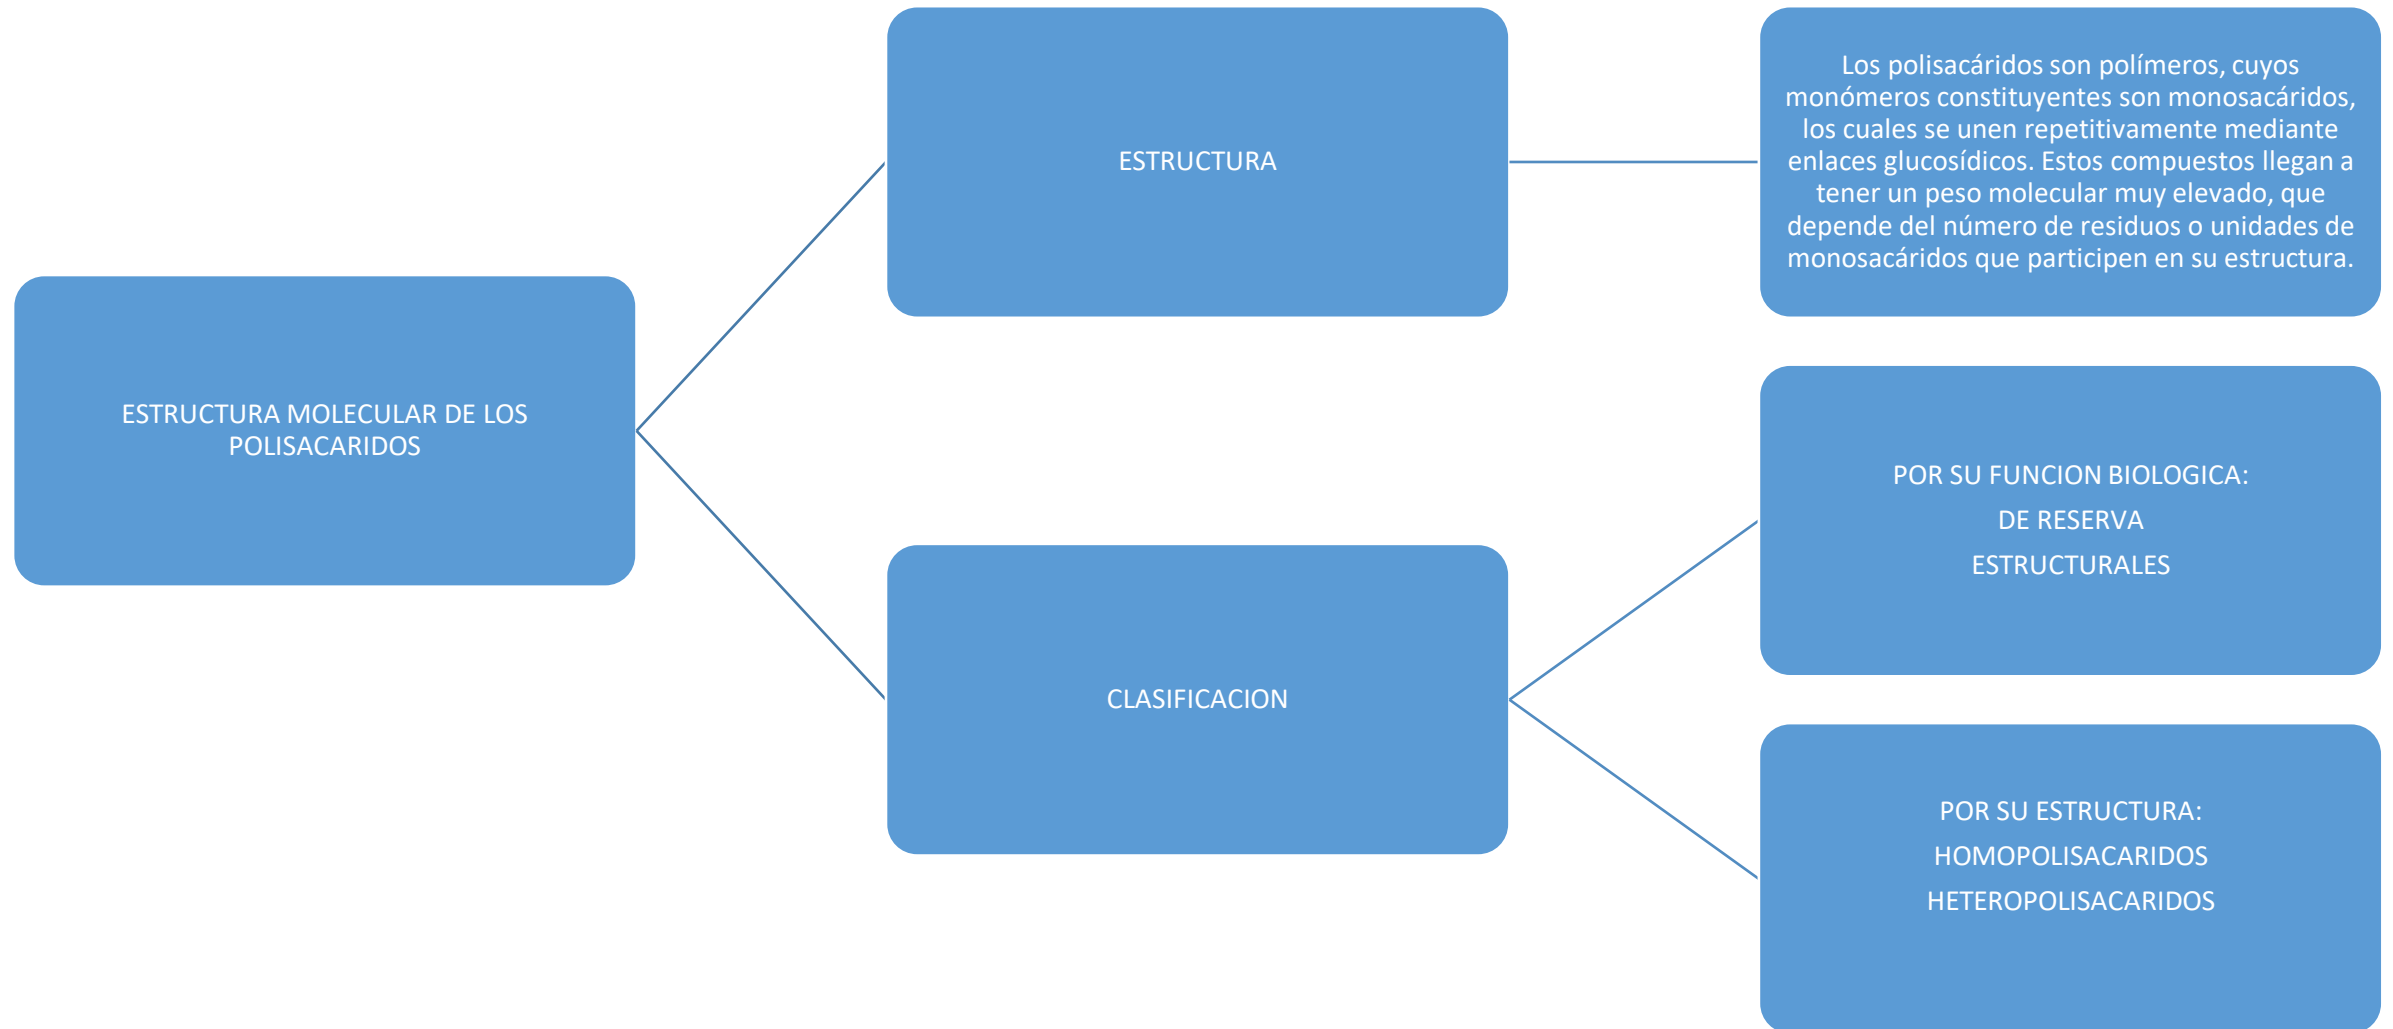 ESTRUCTURA MOLECULAR DE LOS
POLISACARIDOS
ESTRUCTURA
Los polisacáridos son polímeros, cuyos
monómeros constituyentes son monosacáridos,
los cuales se unen repetitivamente mediante
enlaces glucosídicos. Estos compuestos llegan a
tener un peso molecular muy elevado, que
depende del número de residuos o unidades de
monosacáridos que participen en su estructura.
CLASIFICACION
POR SU FUNCION BIOLOGICA:
DE RESERVA
ESTRUCTURALES
POR SU ESTRUCTURA:
HOMOPOLISACARIDOS
HETEROPOLISACARIDOS